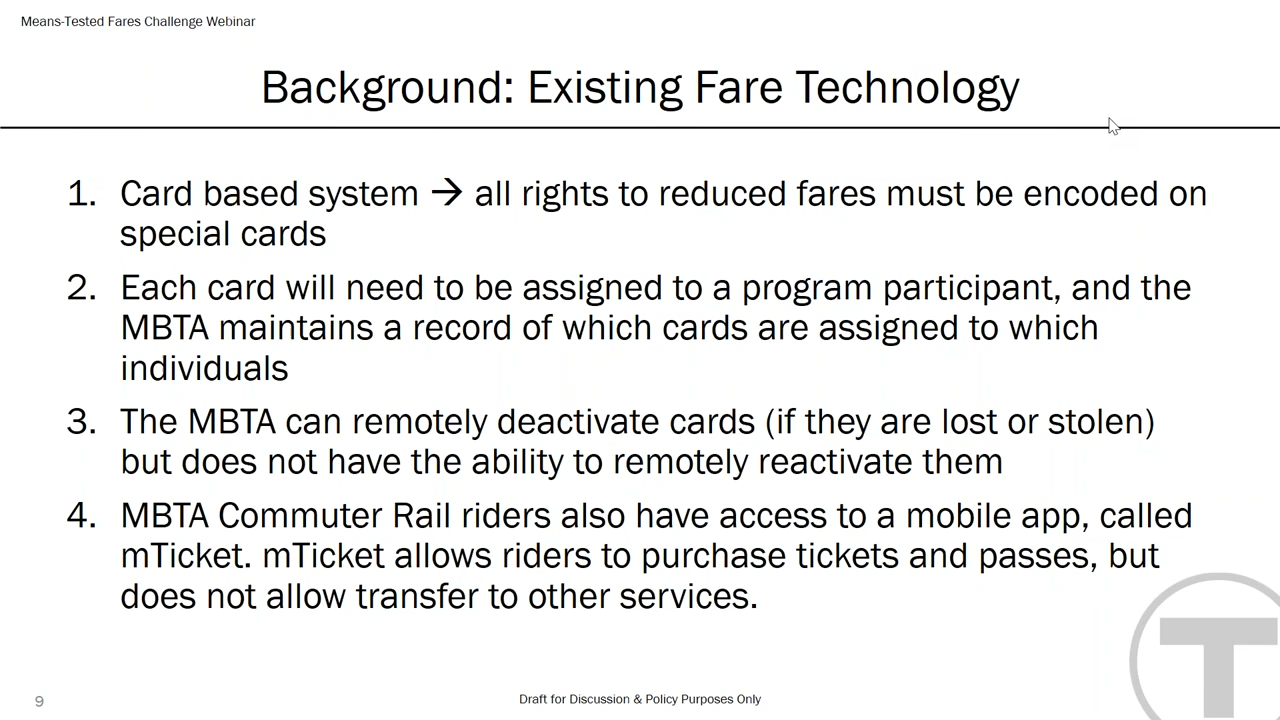 Means-Tested Fares Challenge Webinar
Background: Existing Fare Technology
1. Card based system → all rights to reduced fares must be encoded on
special cards
2. Each card will need to be assigned to a program participant, and the
MBTA maintains a record of which cards are assigned to which
individuals
3. The MBTA can remotely deactivate cards (if they are lost or stolen)
but does not have the ability to remotely reactivate them
4. MBTA Commuter Rail riders also have access to a mobile app, called
mTicket. mTicket allows riders to purchase tickets and passes, but
does not allow transfer to other services.
T
9
Draft for Discussion & Policy Purposes Only